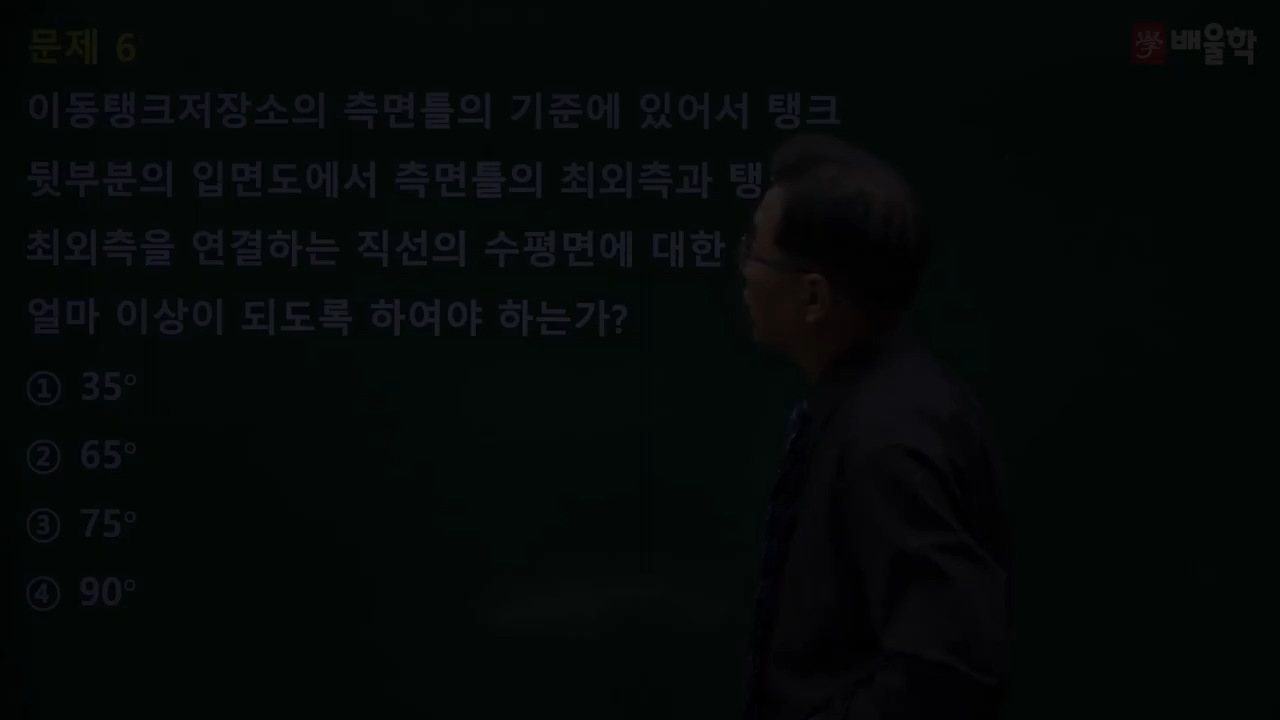 문제 6
學 배울학
이동탱크저장소의 측면틀의 기준에 있어서 탱크
뒷부분의 입면도에서 측면틀의 최외측과 탱
최외측을 연결하는 직선의 수평면에 대한
얼마 이상이 되도록 하여야 하는가?
① 35°
② 65°
③ 75°
④ 90°